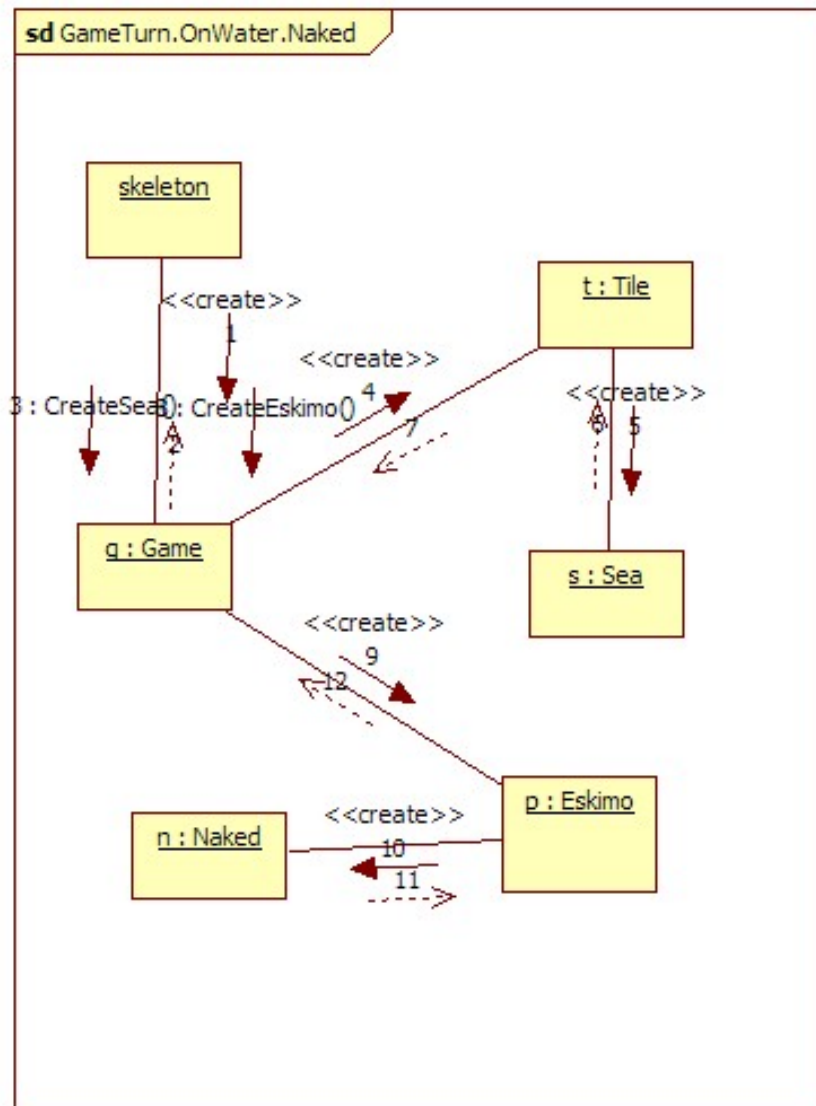 sd GameTurn.OnWater.Naked
skeleton
<<create>>
1
t : Tile
<<create>>
4
<<create>>
3 : CreateSea()
: CreateEskimo()
2
7
6
5
g : Game
s : Sea
<<create>>
9
12
p : Eskimo
<<create>>
n : Naked
10
11